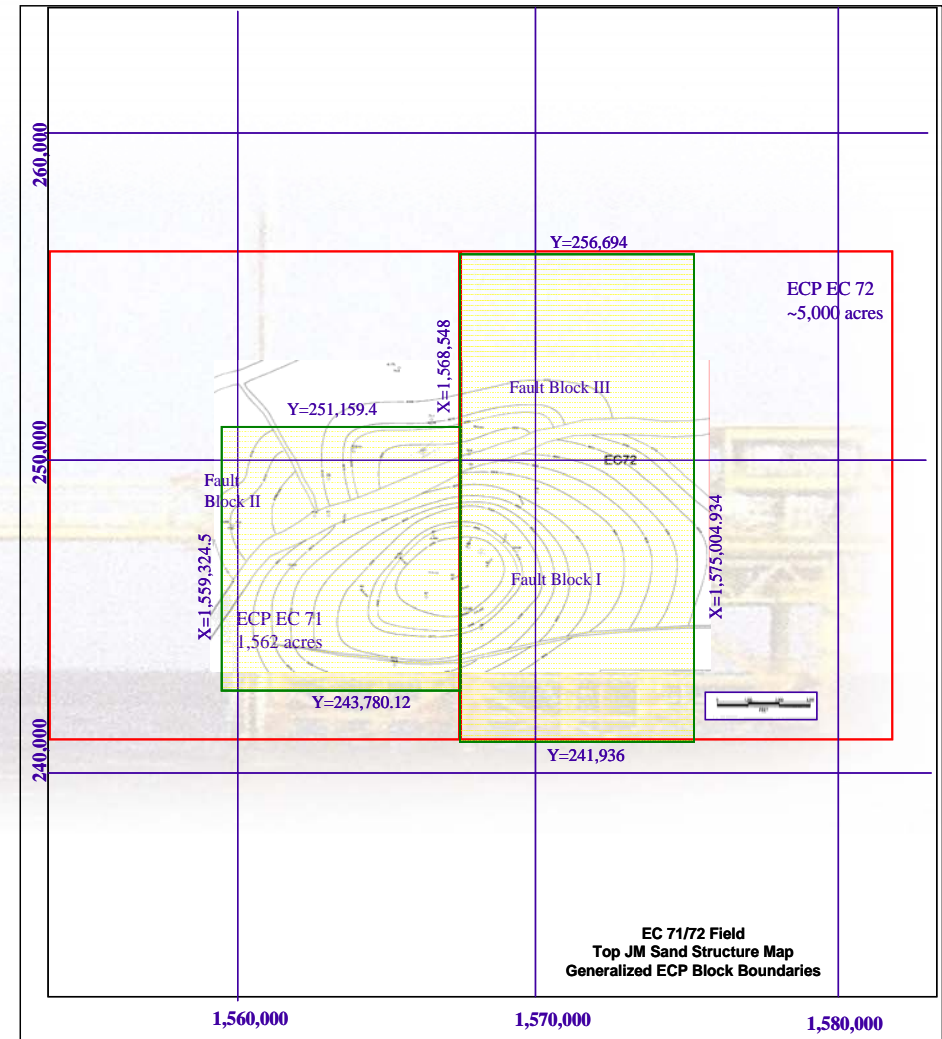 260,000
Y=256,694
ECP EC 72
~5,000 acres
X=1,568.548
Fault Block III
Y=251,159.4
250,000
EC72
Fault
Block II
X=1,559,324.5
X=1,575,004.934
Fault Block I
ECP EC 71
1,562 acres
Y=243,780.12
FEET
240,000
Y=241,936
EC 71/72 Field
Top JM Sand Structure Map
Generalized ECP Block Boundaries
1,560,000
1,570,000
1,580,000